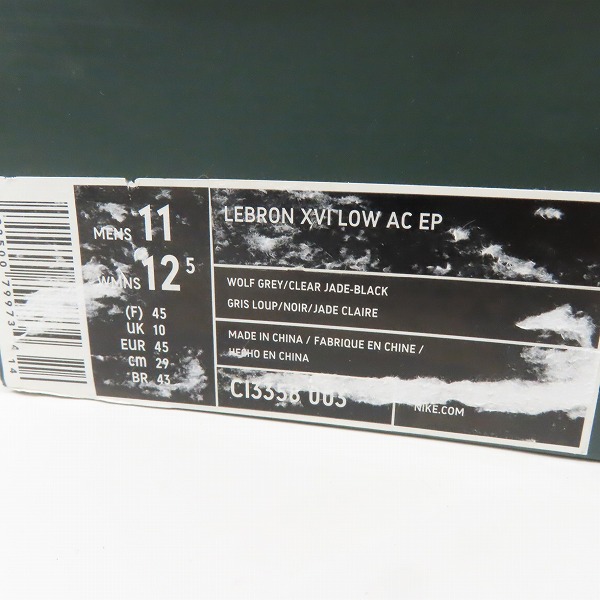 MENS 11
WMNS 12 5
(F) 45
UK 10
EUR 45
cm 29
BR 43
LEBRON XVI LOW AC EP
WOLF GREY/CLEAR JADE-BLACK
GRIS LOUP/NOIR/JADE CLAIRE
MADE IN CHINA / FABRIQUE EN CHINE /
HECHO EN CHINA
CI3358 003
NIKE.COM